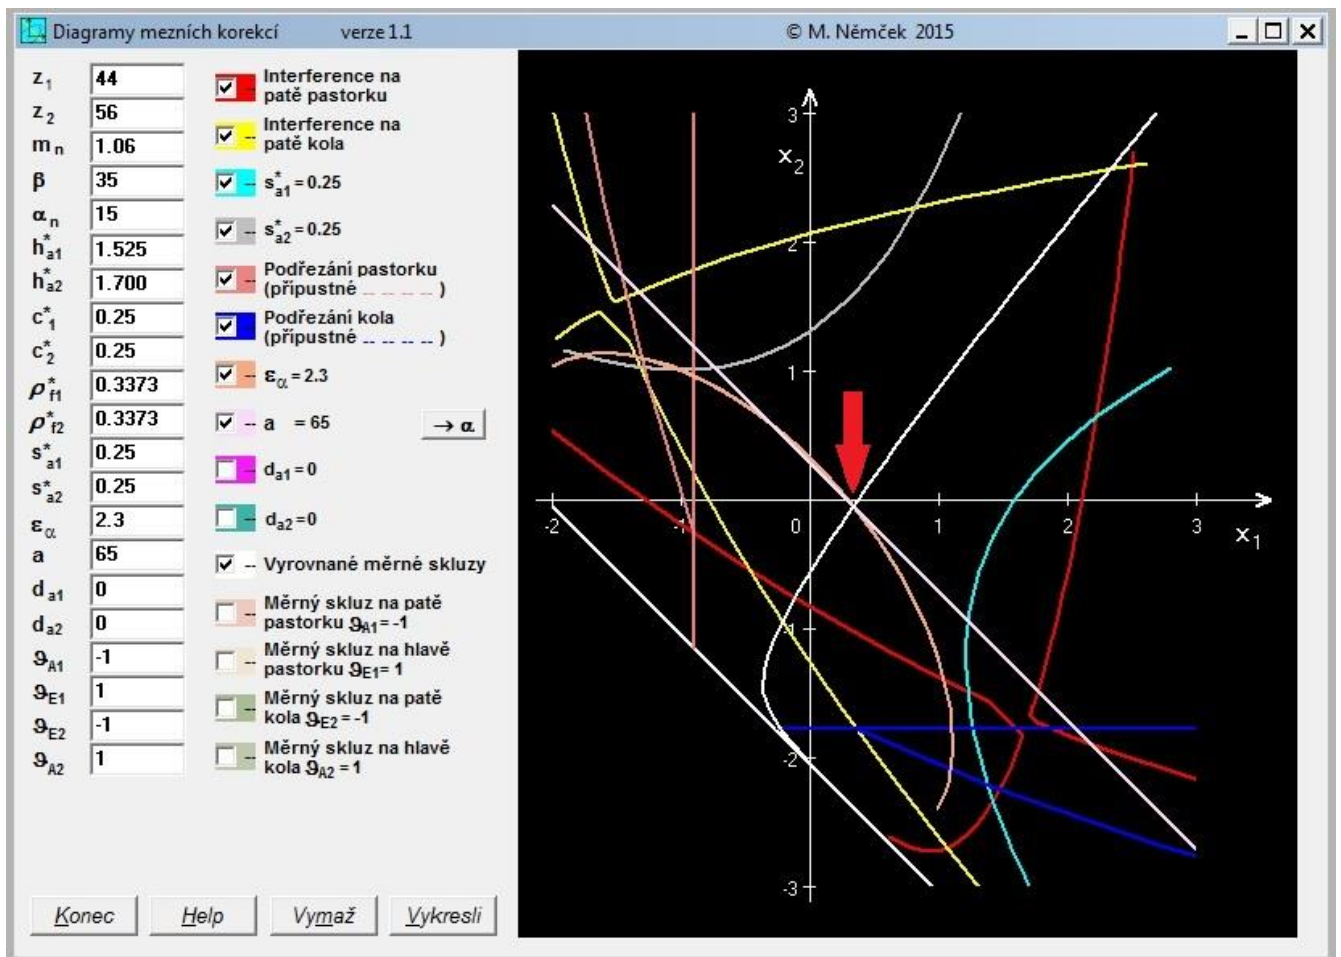 Diagramy mezních korekcí verze 1.1 © M. Němček 2015
z₁ 44
z₂ 56
mₙ 1.06
β 35
αₙ 15
h*ₐ₁ 1.525
h*ₐ₂ 1.700
c*₁ 0.25
c*₂ 0.25
ρ*f1 0.3373
ρ*f2 0.3373
s*ₐ₁ 0.25
s*ₐ₂ 0.25
εα 2.3
a 65
dₐ₁ 0
dₐ₂ 0
ϑA1 -1
ϑE1 1
ϑE2 -1
ϑA2 1
-- Interference na
patě pastorku
-- Interference na
patě kola
-- s*ₐ₁ = 0.25
-- s*ₐ₂ = 0.25
-- Podřezání pastorku
(přípustné -- -- -- -- )
-- Podřezání kola
(přípustné -- -- -- -- )
-- εα = 2.3
-- a = 65 → α
-- dₐ₁ = 0
-- dₐ₂ = 0
-- Vyrovnané měrné skluzy
-- Měrný skluz na patě
pastorku ϑA1 = -1
-- Měrný skluz na hlavě
pastorku ϑE1 = 1
-- Měrný skluz na patě
kola ϑE2 = -1
-- Měrný skluz na hlavě
kola ϑA2 = 1
Konec Help Vymaž Vykresli
3
x₂
2
1
-2 -1 0 1 2 3
x₁
-1
-2
-3